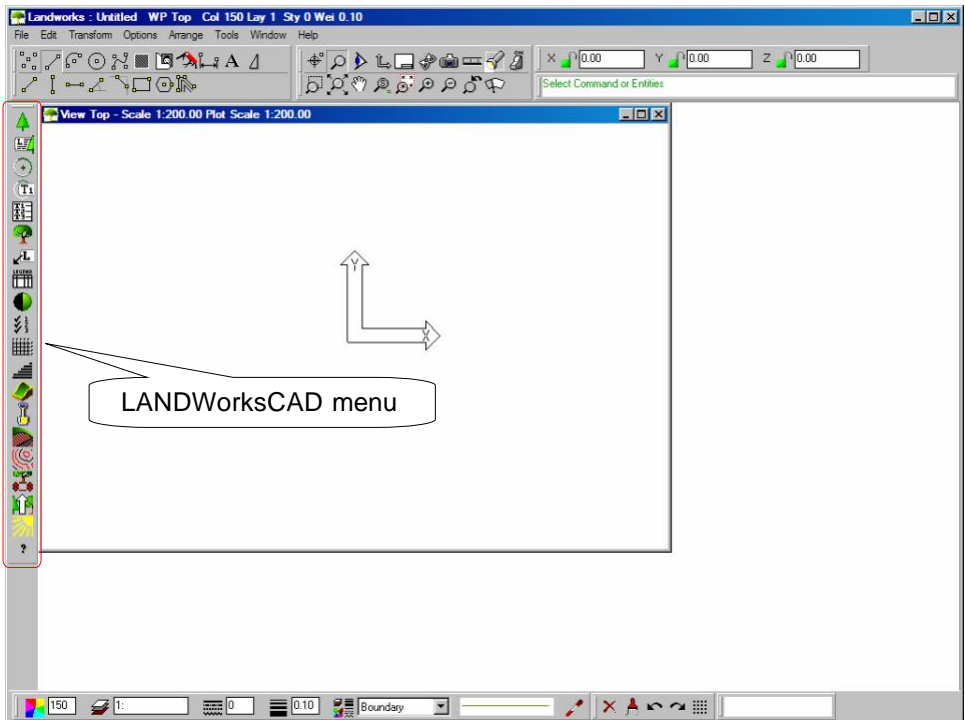 Landworks : Untitled WP Top Col 150 Lay 1 Sty 0 Wei 0.10
File Edit Transform Options Arrange Tools Window Help
A
X 0.00 Y 0.00 Z 0.00
Select Command or Entities
View Top - Scale 1:200.00 Plot Scale 1:200.00
T1
L
LEGEND
Y
X
LANDWorksCAD menu
?
150 1: 0 0.10 Boundary